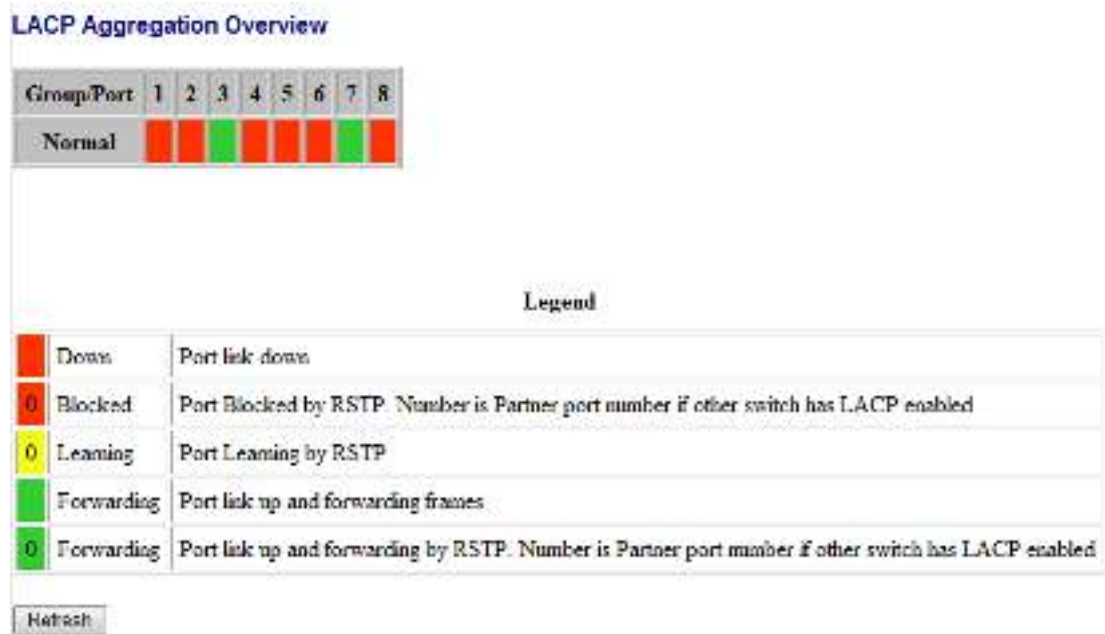 LACP Aggregation Overview
Group/Port 1 2 3 4 5 6 7 8
Normal
Legend
Down Port link down
0 Blocked Port Blocked by RSTP. Number is Partner port number if other switch has LACP enabled
0 Learning Port Learning by RSTP
Forwarding Port link up and forwarding frames
0 Forwarding Port link up and forwarding by RSTP. Number is Partner port number if other switch has LACP enabled
Refresh